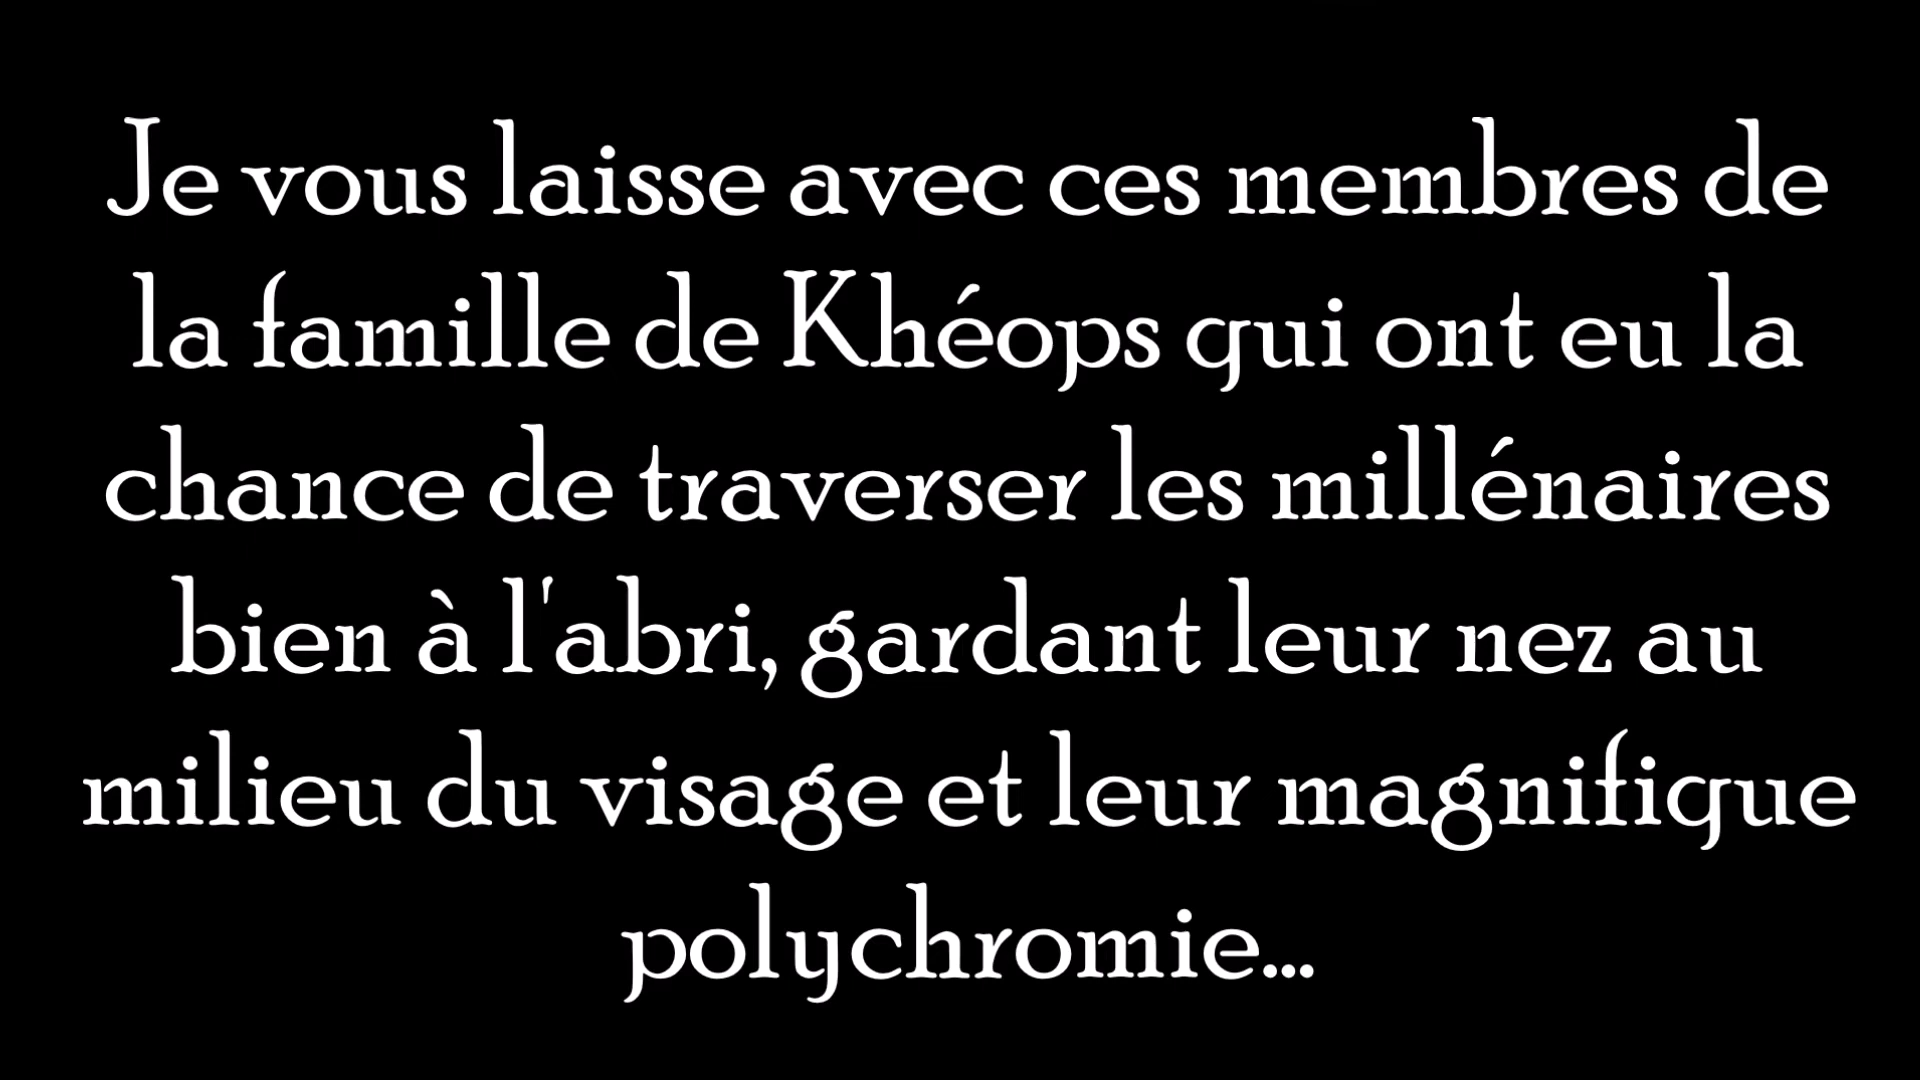 Je vous laisse avec ces membres de
la famille de Khéops qui ont eu la
chance de traverser les millénaires
bien à l'abri, gardant leur nez au
milieu du visage et leur magnifique
polychromie...